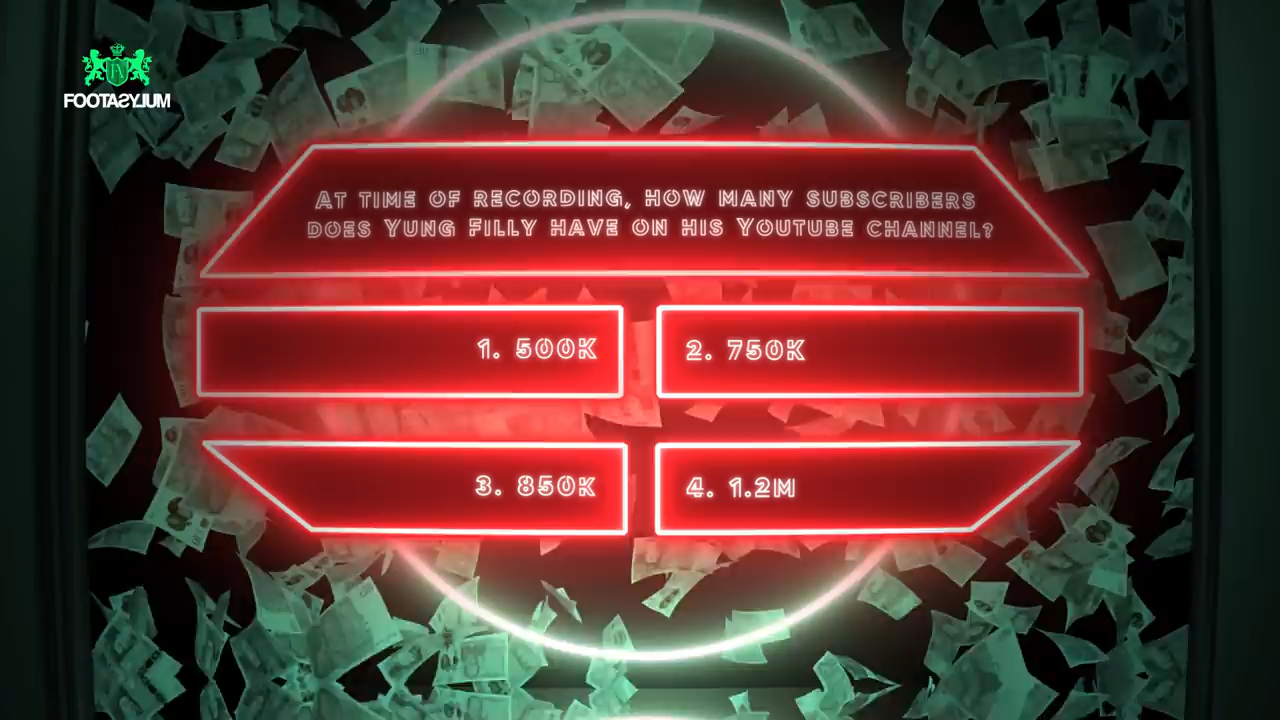 FOOTASYLUM
AT TIME OF RECORDING, HOW MANY SUBSCRIBERS
DOES YUNG FILLY HAVE ON HIS YOUTUBE CHANNEL?
1. 500K
2. 750K
3. 850K
4. 1.2M